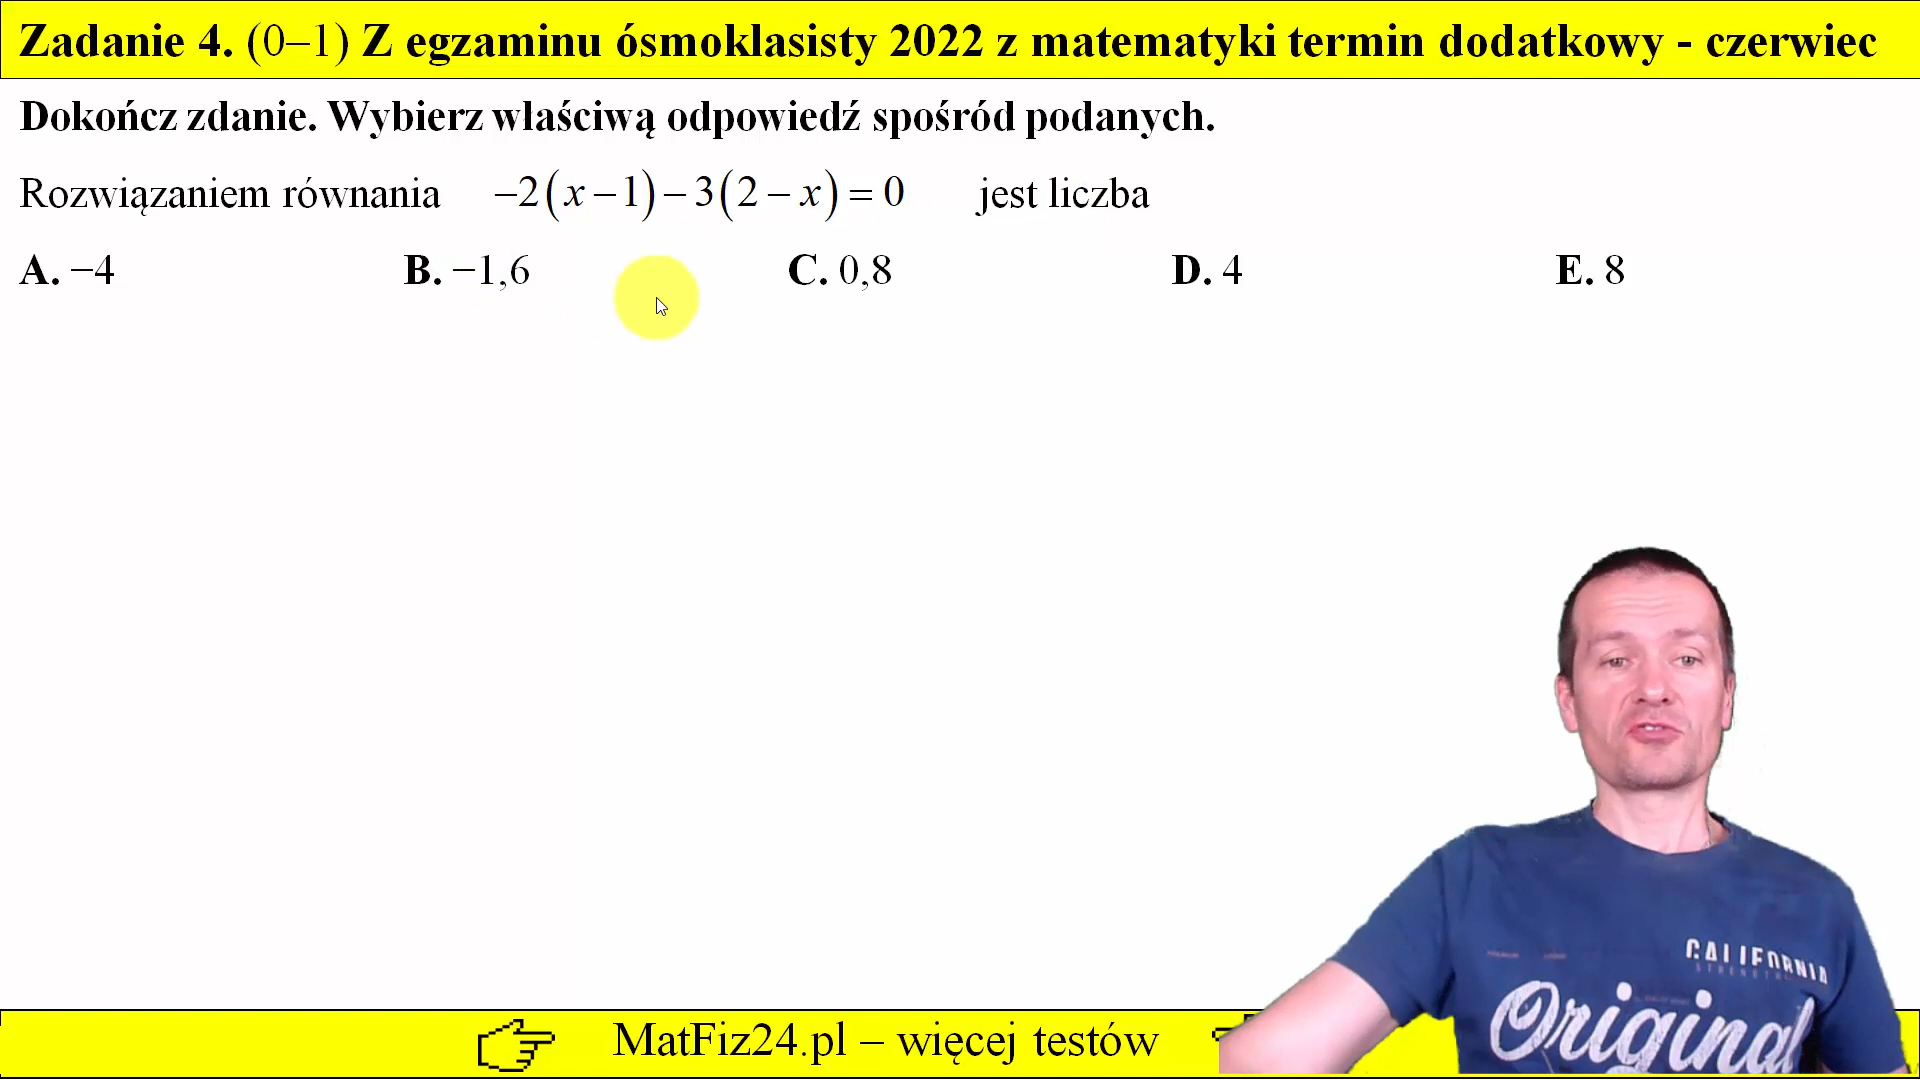 Zadanie 4. (0–1) Z egzaminu ósmoklasisty 2022 z matematyki termin dodatkowy - czerwiec
Dokończ zdanie. Wybierz właściwą odpowiedź spośród podanych.
Rozwiązaniem równania −2(x−1)−3(2−x)=0 jest liczba
A. −4 B. −1,6 C. 0,8 D. 4 E. 8
CALIFORNIA
Original
MatFiz24.pl – więcej testów